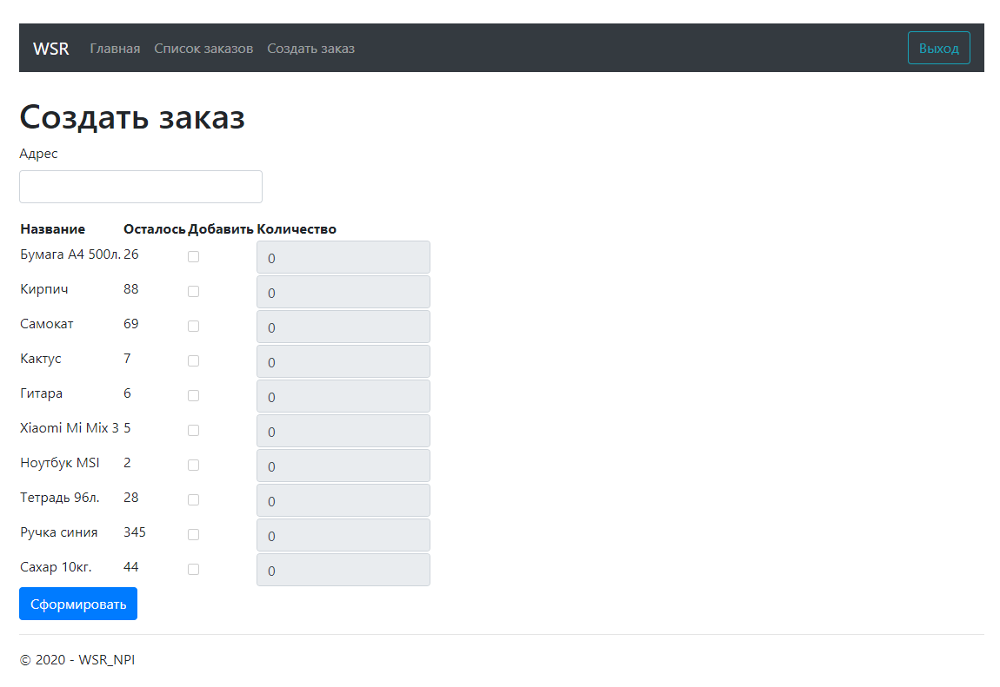 WSR Главная Список заказов Создать заказ Выход
Создать заказ
Адрес
Название Осталось Добавить Количество
Бумага А4 500л. 26 0
Кирпич 88 0
Самокат 69 0
Кактус 7 0
Гитара 6 0
Xiaomi Mi Mix 3 5 0
Ноутбук MSI 2 0
Тетрадь 96л. 28 0
Ручка синия 345 0
Сахар 10кг. 44 0
Сформировать
© 2020 - WSR_NPI